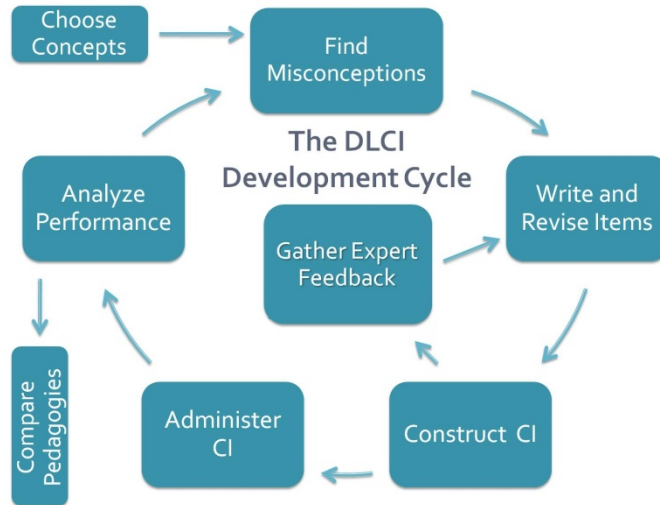 Choose
Concepts
Find
Misconceptions
The DLCI
Development Cycle
Analyze
Performance
Write and
Revise Items
Gather Expert
Feedback
Compare
Pedagogies
Administer
CI
Construct CI